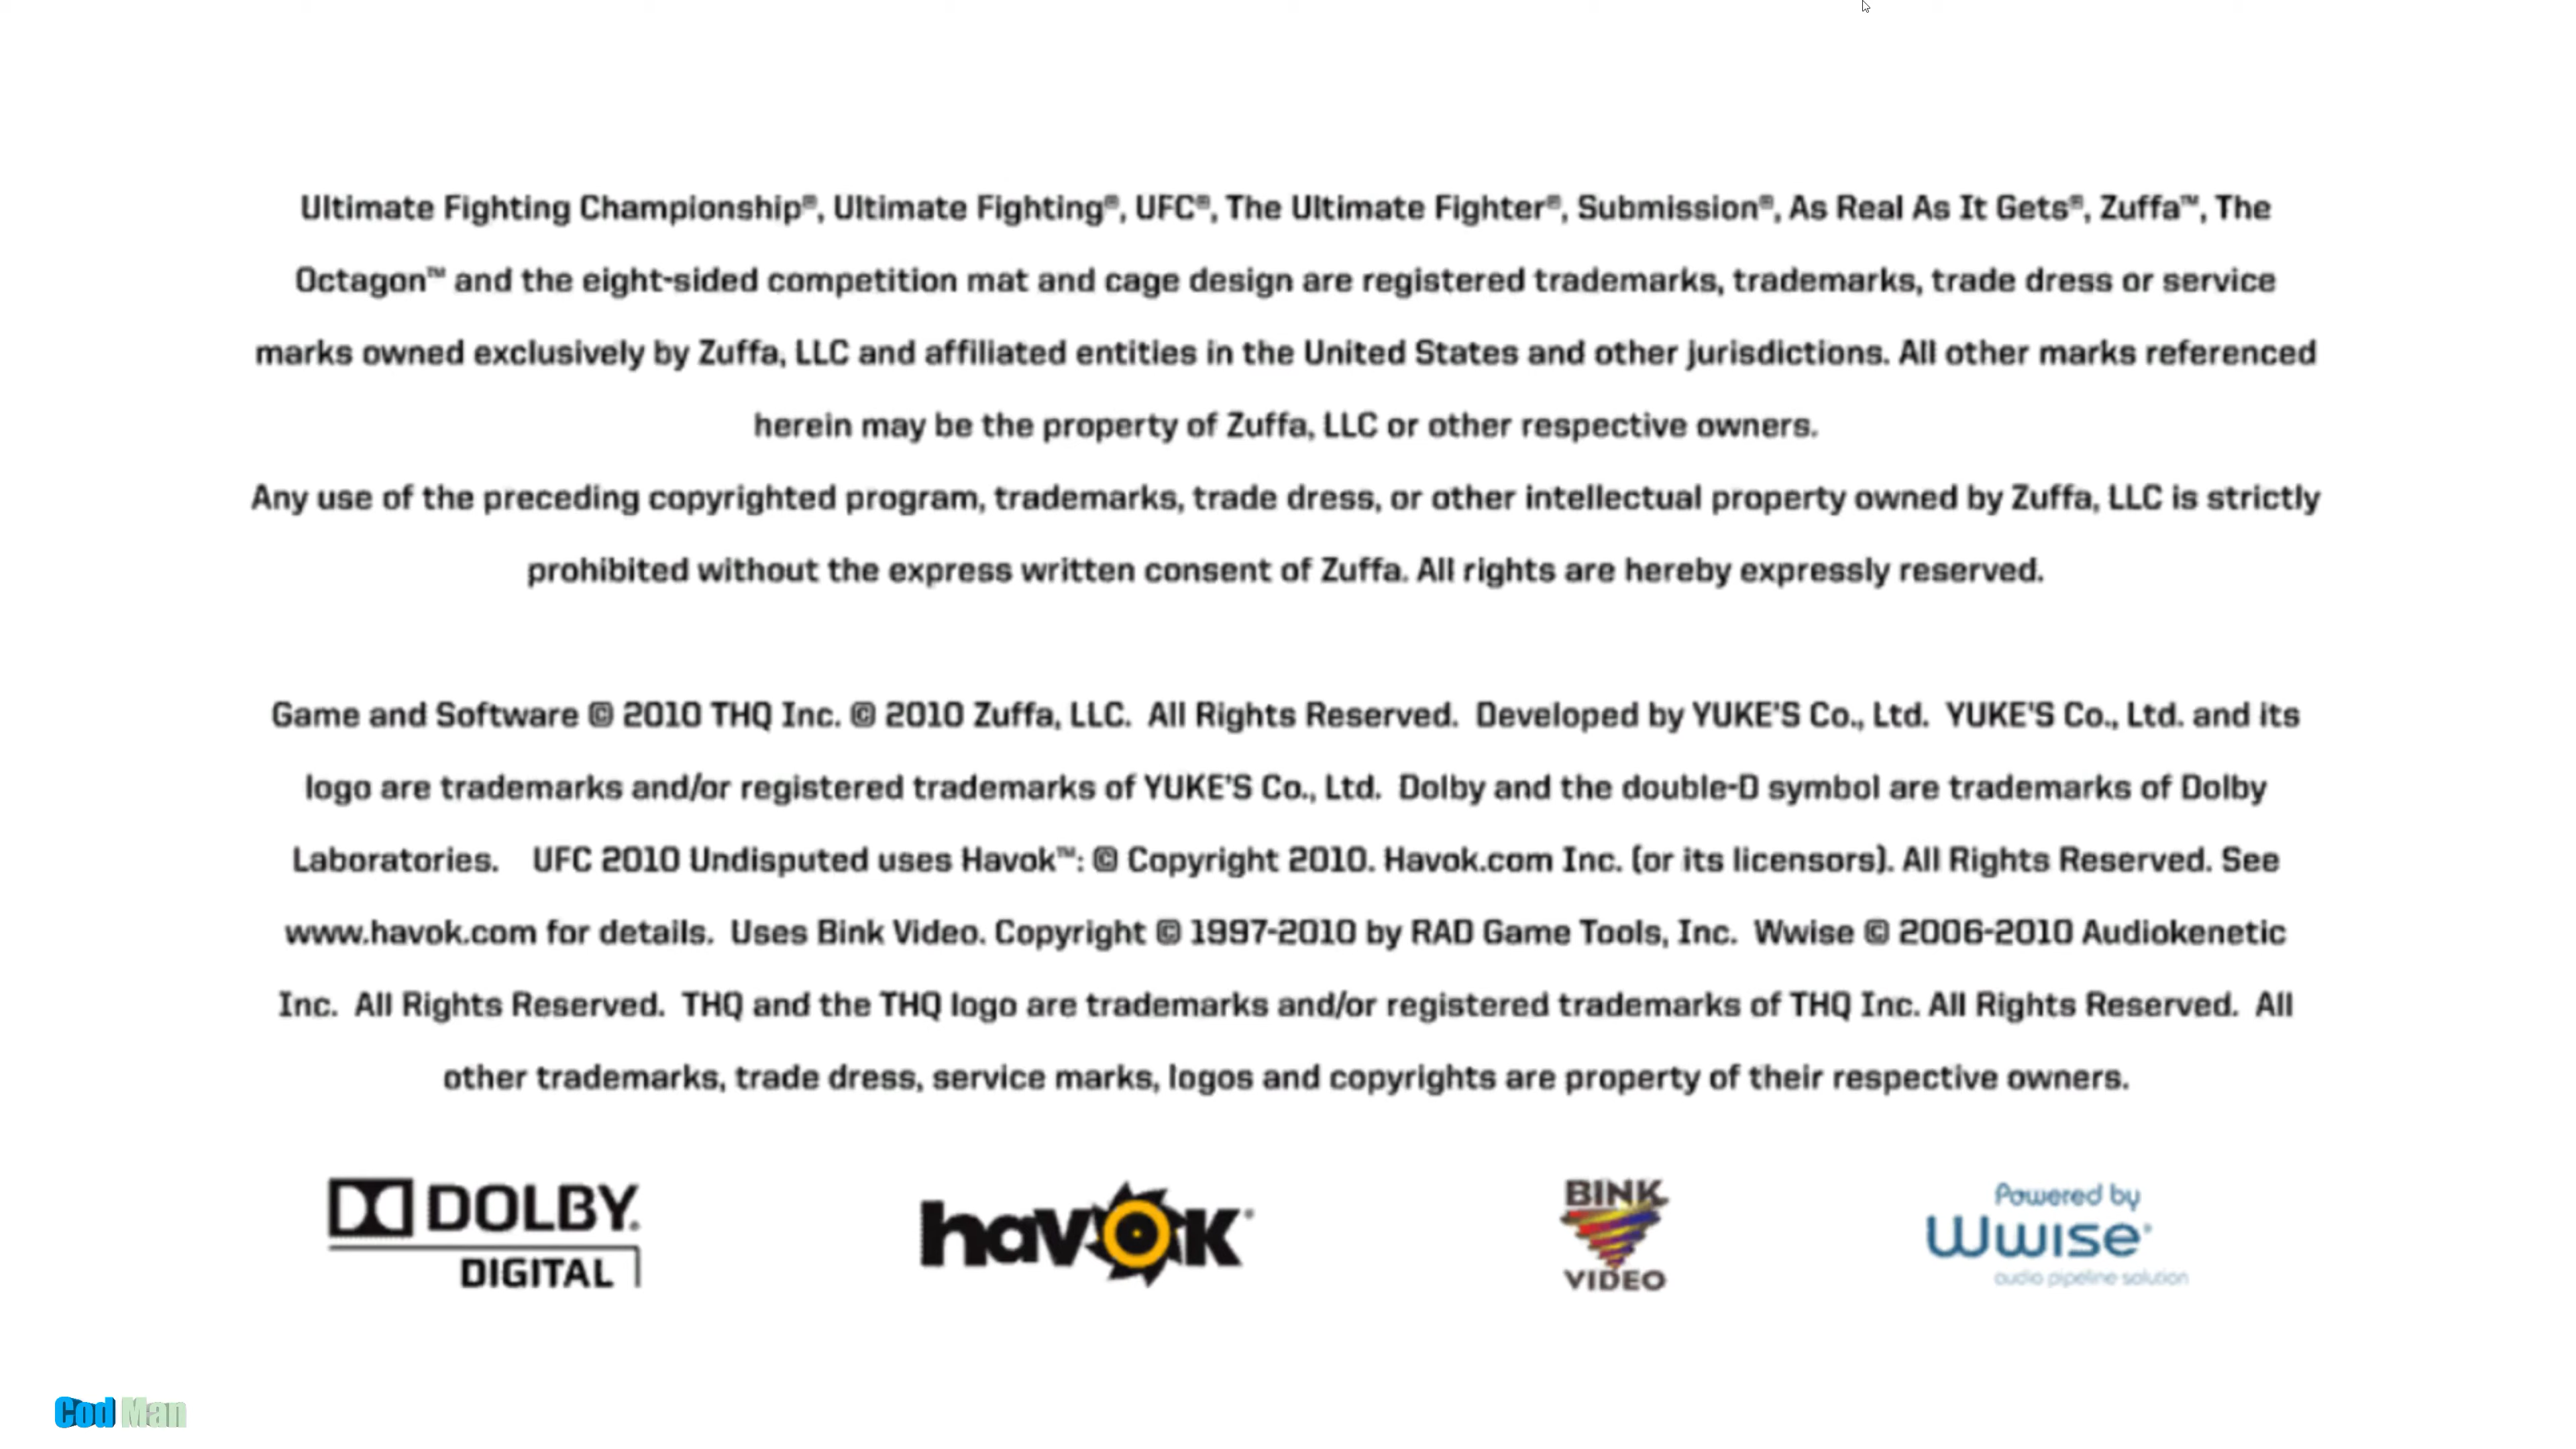 Ultimate Fighting Championship®, Ultimate Fighting®, UFC®, The Ultimate Fighter®, Submission®, As Real As It Gets®, Zuffa™, The
Octagon™ and the eight-sided competition mat and cage design are registered trademarks, trademarks, trade dress or service
marks owned exclusively by Zuffa, LLC and affiliated entities in the United States and other jurisdictions. All other marks referenced
herein may be the property of Zuffa, LLC or other respective owners.
Any use of the preceding copyrighted program, trademarks, trade dress, or other intellectual property owned by Zuffa, LLC is strictly
prohibited without the express written consent of Zuffa. All rights are hereby expressly reserved.
Game and Software © 2010 THQ Inc. © 2010 Zuffa, LLC. All Rights Reserved. Developed by YUKE'S Co., Ltd. YUKE'S Co., Ltd. and its
logo are trademarks and/or registered trademarks of YUKE'S Co., Ltd. Dolby and the double-D symbol are trademarks of Dolby
Laboratories. UFC 2010 Undisputed uses Havok™: © Copyright 2010. Havok.com Inc. (or its licensors). All Rights Reserved. See
www.havok.com for details. Uses Bink Video. Copyright © 1997-2010 by RAD Game Tools, Inc. Wwise © 2006-2010 Audiokenetic
Inc. All Rights Reserved. THQ and the THQ logo are trademarks and/or registered trademarks of THQ Inc. All Rights Reserved. All
other trademarks, trade dress, service marks, logos and copyrights are property of their respective owners.
DOLBY®
DIGITAL
havok®
BINK
VIDEO
Powered by
Wwise®
audio pipeline solution
Cod Man